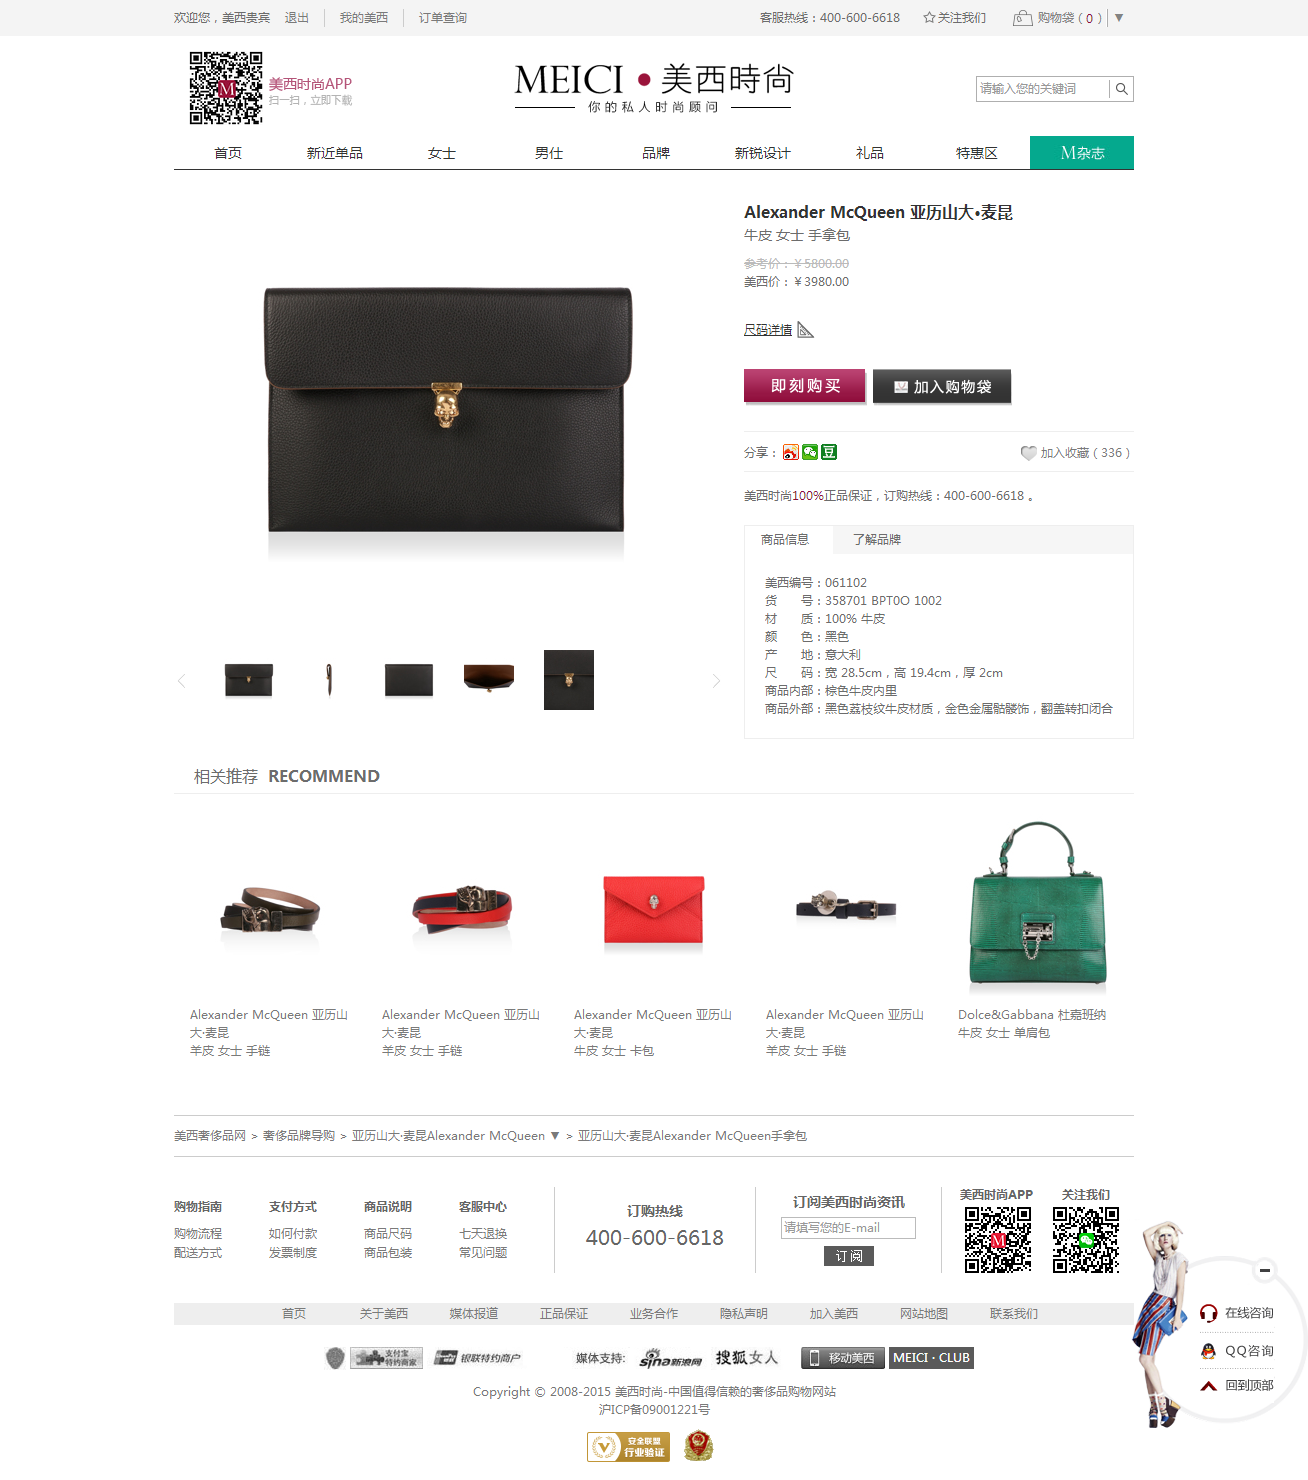 欢迎您，美西贵宾 退出 我的美西 订单查询 客服热线：400-600-6618 关注我们 购物袋（0）▼
美西时尚APP
扫一扫，立即下载
MEICI·美西時尚
你的私人时尚顾问
请输入您的关键词
首页 新近单品 女士 男仕 品牌 新锐设计 礼品 特惠区 M杂志
Alexander McQueen 亚历山大•麦昆
牛皮 女士 手拿包
参考价：￥5800.00
美西价：￥3980.00
尺码详情
即刻购买 加入购物袋
分享： 豆 加入收藏（336）
美西时尚100%正品保证，订购热线：400-600-6618 。
商品信息 了解品牌
美西编号：061102
货 号：358701 BPT0O 1002
材 质：100% 牛皮
颜 色：黑色
产 地：意大利
尺 码：宽 28.5cm，高 19.4cm，厚 2cm
商品内部：棕色牛皮内里
商品外部：黑色荔枝纹牛皮材质，金色金属骷髅饰，翻盖转扣闭合
相关推荐 RECOMMEND
Alexander McQueen 亚历山
大·麦昆
羊皮 女士 手链
Alexander McQueen 亚历山
大·麦昆
羊皮 女士 手链
Alexander McQueen 亚历山
大·麦昆
牛皮 女士 卡包
Alexander McQueen 亚历山
大·麦昆
羊皮 女士 手链
Dolce&Gabbana 杜嘉班纳
牛皮 女士 单肩包
美西奢侈品网 > 奢侈品牌导购 > 亚历山大·麦昆Alexander McQueen ▼ > 亚历山大·麦昆Alexander McQueen手拿包
购物指南 支付方式 商品说明 客服中心
购物流程 如何付款 商品尺码 七天退换
配送方式 发票制度 商品包装 常见问题
订购热线
400-600-6618
订阅美西时尚资讯
请填写您的E-mail
订 阅
美西时尚APP 关注我们
M
在线咨询
QQ咨询
回到顶部
首页 关于美西 媒体报道 正品保证 业务合作 隐私声明 加入美西 网站地图 联系我们
支付宝
特约商家
银联特约商户 媒体支持: sina新浪网 搜狐女人 移动美西 MEICI · CLUB
Copyright © 2008-2015 美西时尚-中国值得信赖的奢侈品购物网站
沪ICP备09001221号
安全联盟
行业验证